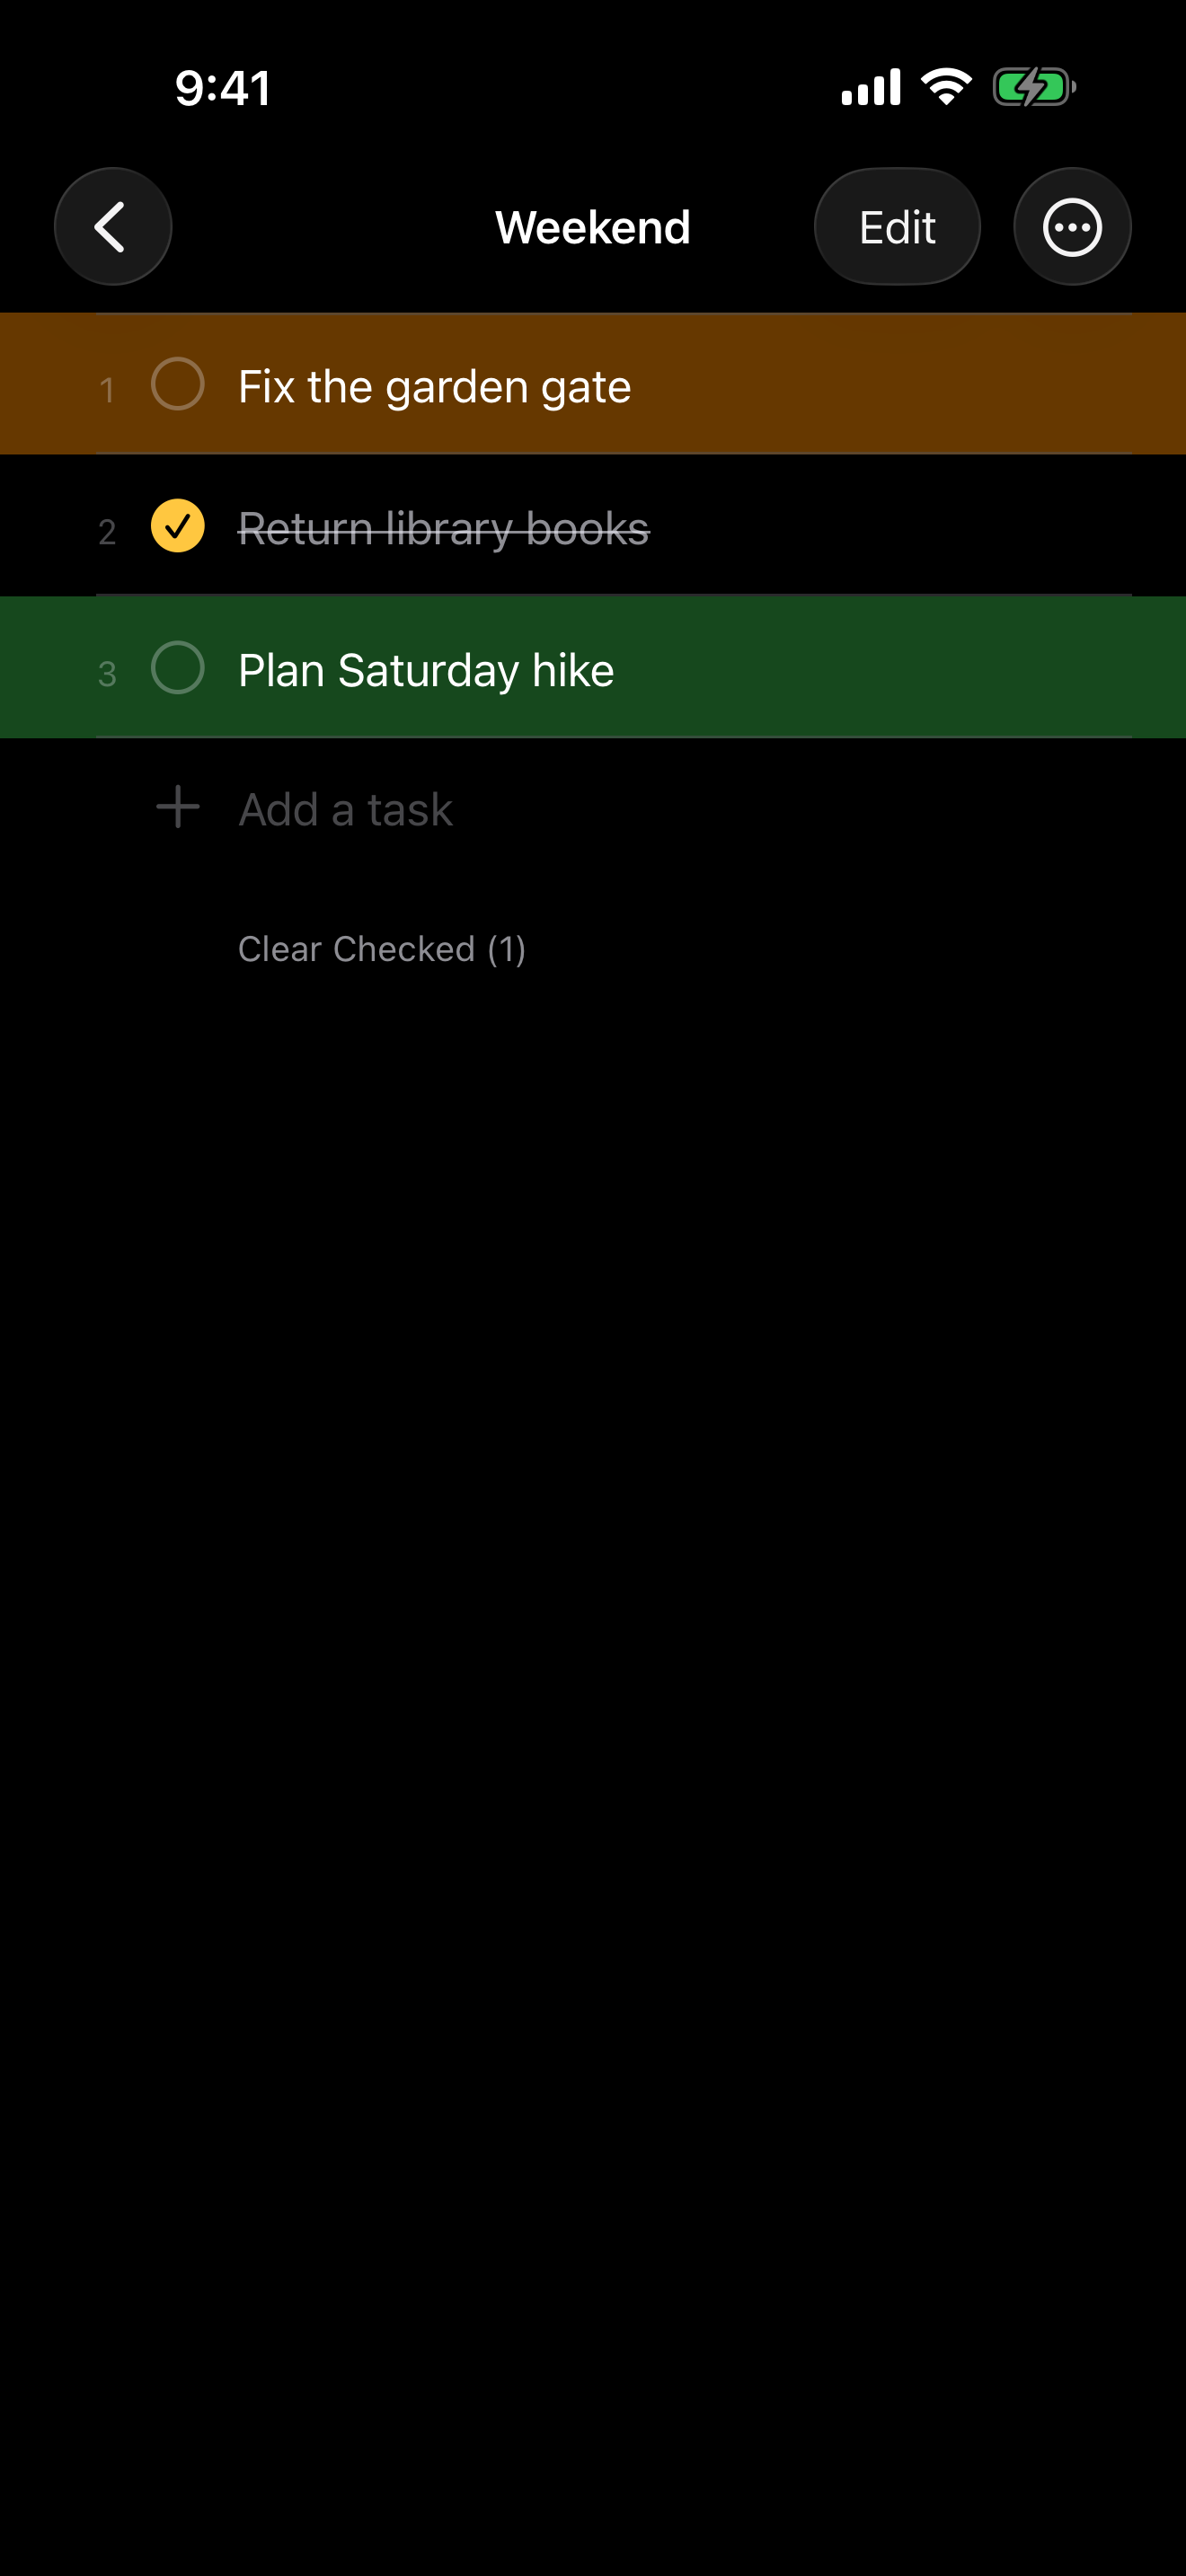 9:41
Weekend
Edit
1 Fix the garden gate
2 Return library books
3 Plan Saturday hike
Add a task
Clear Checked (1)